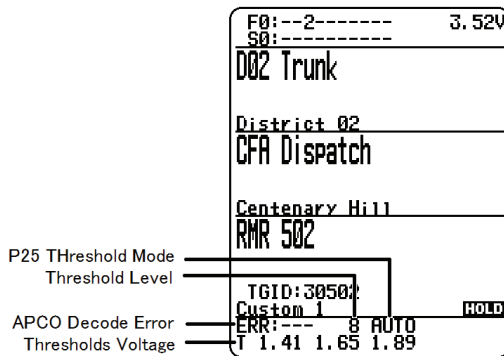 F0:--2-------  3.52V
S0:----------
D02 Trunk
District 02
CFA Dispatch
Centenary Hill
RMR 502
P25 THreshold Mode
Threshold Level
TGID:30502
Custom 1  HOLD
APCO Decode Error
ERR:---  8 AUTO
Thresholds Voltage
T 1.41 1.65 1.89